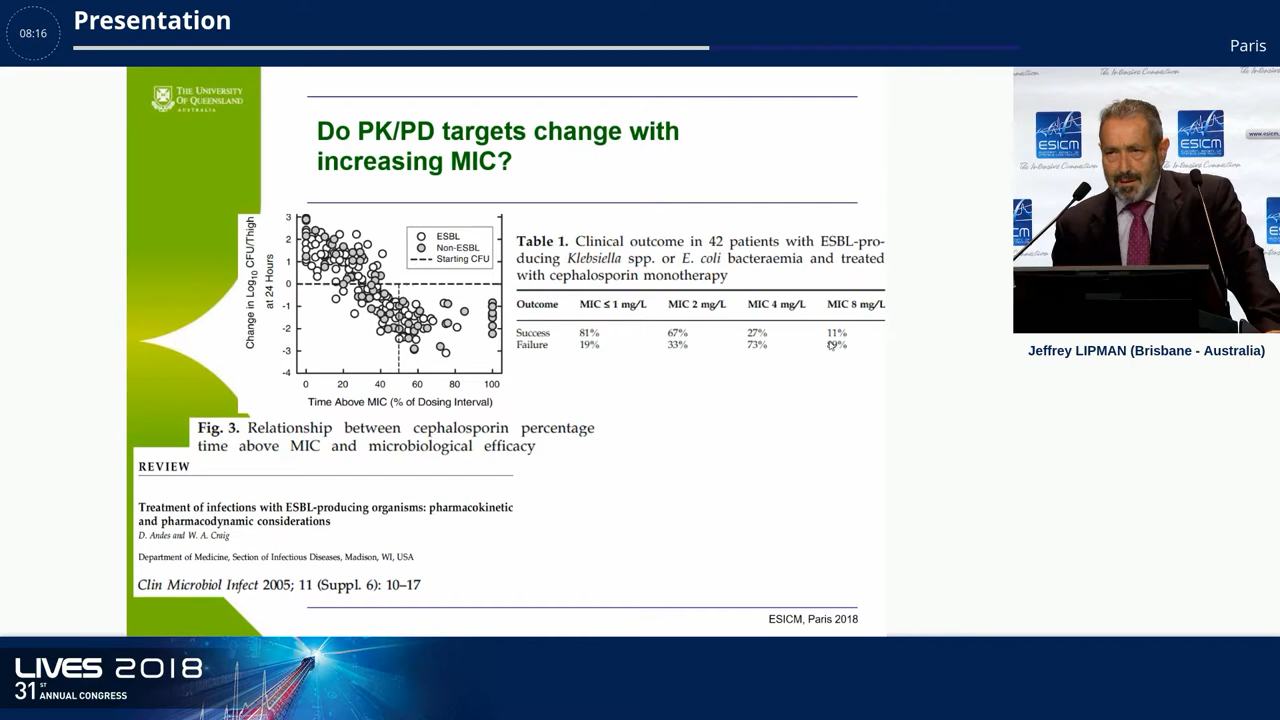 08:16
Presentation
Paris
THE UNIVERSITY
OF QUEENSLAND
AUSTRALIA
Do PK/PD targets change with
increasing MIC?
Change in Log10 CFU/Thigh
at 24 Hours
3
2
1
0
-1
-2
-3
-4
ESBL
Non-ESBL
Starting CFU
0 20 40 60 80 100
Time Above MIC (% of Dosing Interval)
Table 1. Clinical outcome in 42 patients with ESBL-pro-
ducing Klebsiella spp. or E. coli bacteraemia and treated
with cephalosporin monotherapy
Outcome MIC ≤ 1 mg/L MIC 2 mg/L MIC 4 mg/L MIC 8 mg/L
Success 81% 67% 27% 11%
Failure 19% 33% 73%
Fig. 3. Relationship between cephalosporin percentage
time above MIC and microbiological efficacy
REVIEW
Treatment of infections with ESBL-producing organisms: pharmacokinetic
and pharmacodynamic considerations
D. Andes and W. A. Craig
Department of Medicine, Section of Infectious Diseases, Madison, WI, USA
Clin Microbiol Infect 2005; 11 (Suppl. 6): 10–17
ESICM, Paris 2018
The Intensive Connection
ESICM
ESICM
www.esicm.
Jeffrey LIPMAN (Brisbane - Australia)
LIVES 2018
31ST ANNUAL CONGRESS